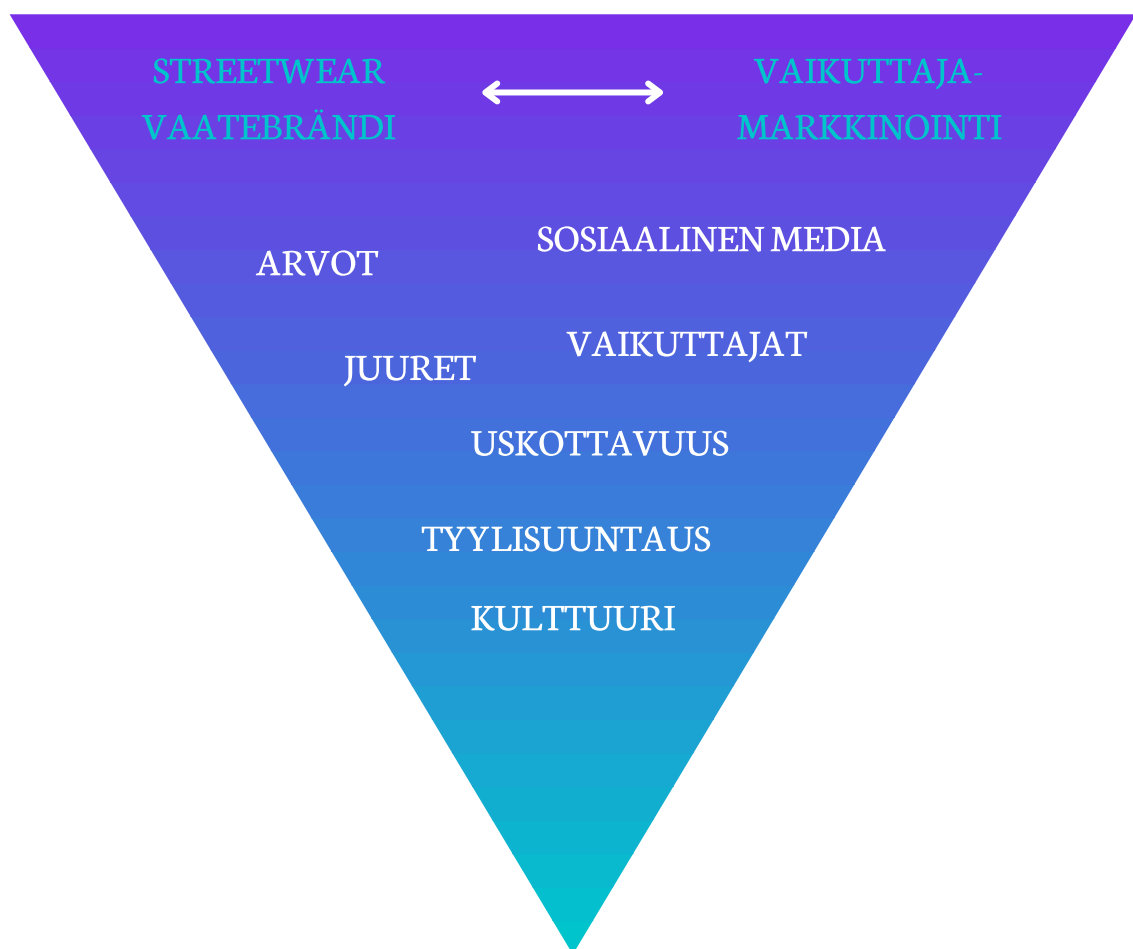 STREETWEAR
VAATEBRÄNDI
VAIKUTTAJA-
MARKKINOINTI
SOSIAALINEN MEDIA
ARVOT
VAIKUTTAJAT
JUURET
USKOTTAVUUS
TYYLISUUNTAUS
KULTTUURI